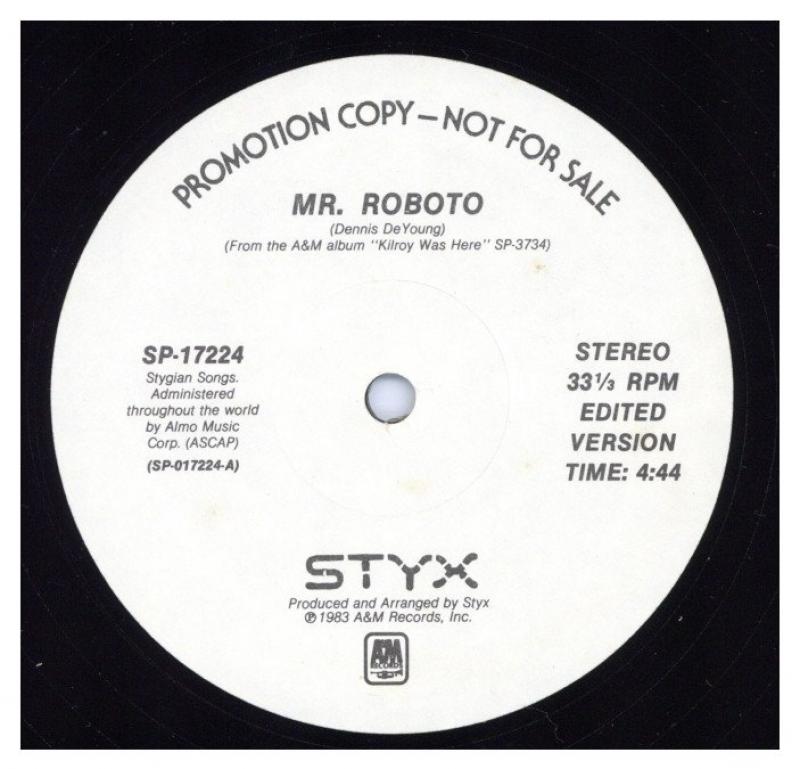 PROMOTION COPY – NOT FOR SALE
MR. ROBOTO
(Dennis DeYoung)
(From the A&M album "Kilroy Was Here" SP-3734)
SP-17224
Stygian Songs.
Administered
throughout the world
by Almo Music
Corp. (ASCAP)
(SP-017224-A)
STEREO
33⅓ RPM
EDITED
VERSION
TIME: 4:44
STYX
Produced and Arranged by Styx
℗ 1983 A&M Records, Inc.
A&M
RECORDS